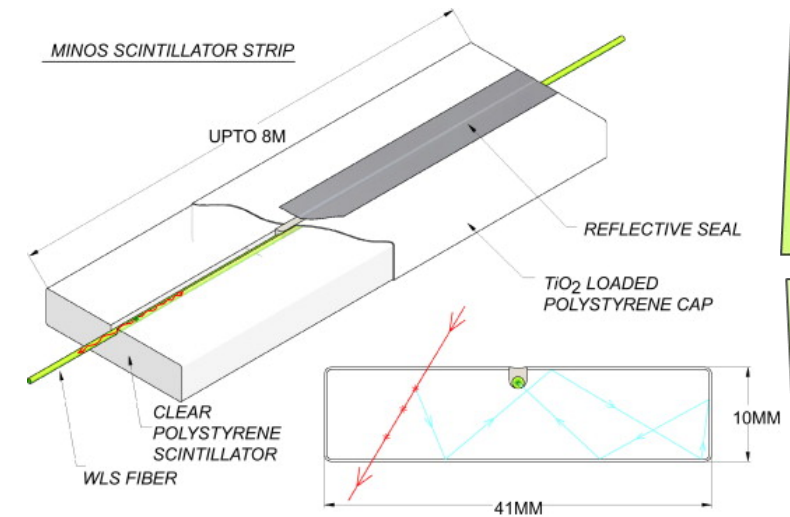 MINOS SCINTILLATOR STRIP
UPTO 8M
REFLECTIVE SEAL
TiO2 LOADED
POLYSTYRENE CAP
CLEAR
POLYSTYRENE
SCINTILLATOR
WLS FIBER
10MM
41MM